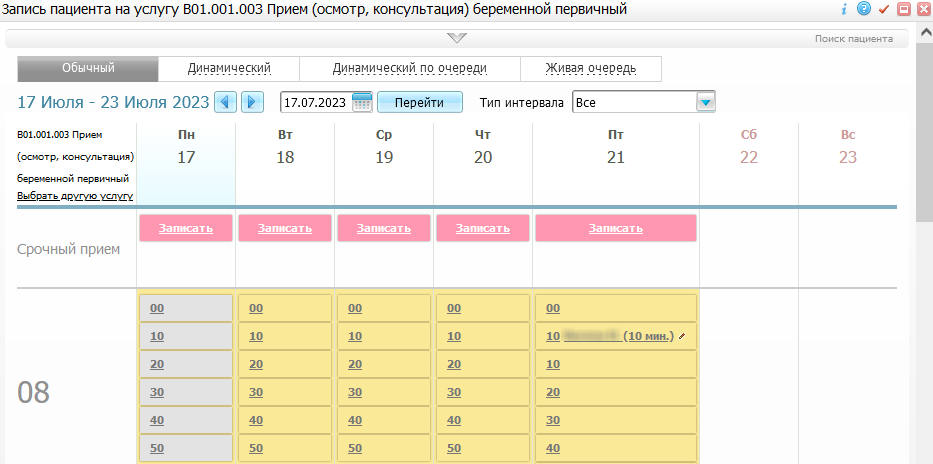 Запись пациента на услугу B01.001.003 Прием (осмотр, консультация) беременной первичный
Поиск пациента
Обычный Динамический Динамический по очереди Живая очередь
17 Июля - 23 Июля 2023 17.07.2023 Перейти Тип интервала Все
B01.001.003 Прием
(осмотр, консультация)
беременной первичный
Выбрать другую услугу
Пн Вт Ср Чт Пт Сб Вс
17 18 19 20 21 22 23
Срочный прием
Записать Записать Записать Записать Записать
08
00 00 00 00 00
10 10 10 10 10 (10 мин.)
20 20 20 20 10
30 30 30 30 20
40 40 40 40 30
50 50 50 50 40